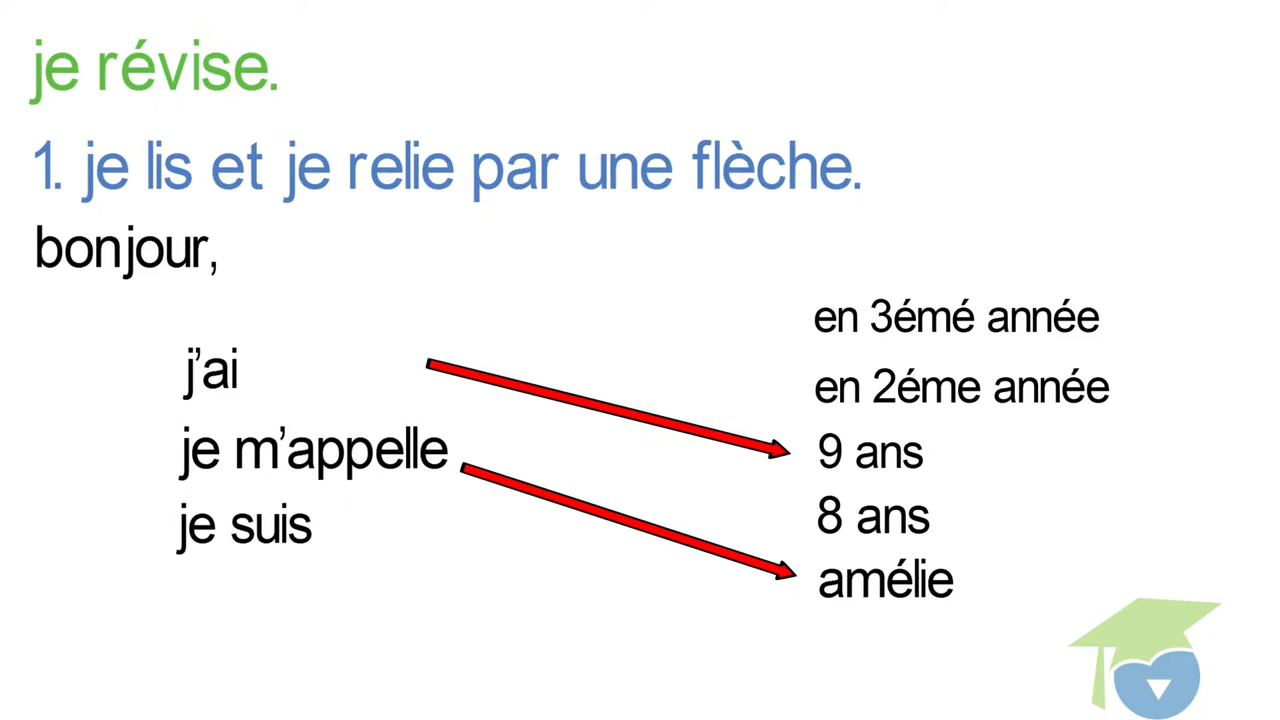 je révise.
1. je lis et je relie par une flèche.
bonjour,
j'ai
je m'appelle
je suis
en 3émé année
en 2éme année
9 ans
8 ans
amélie